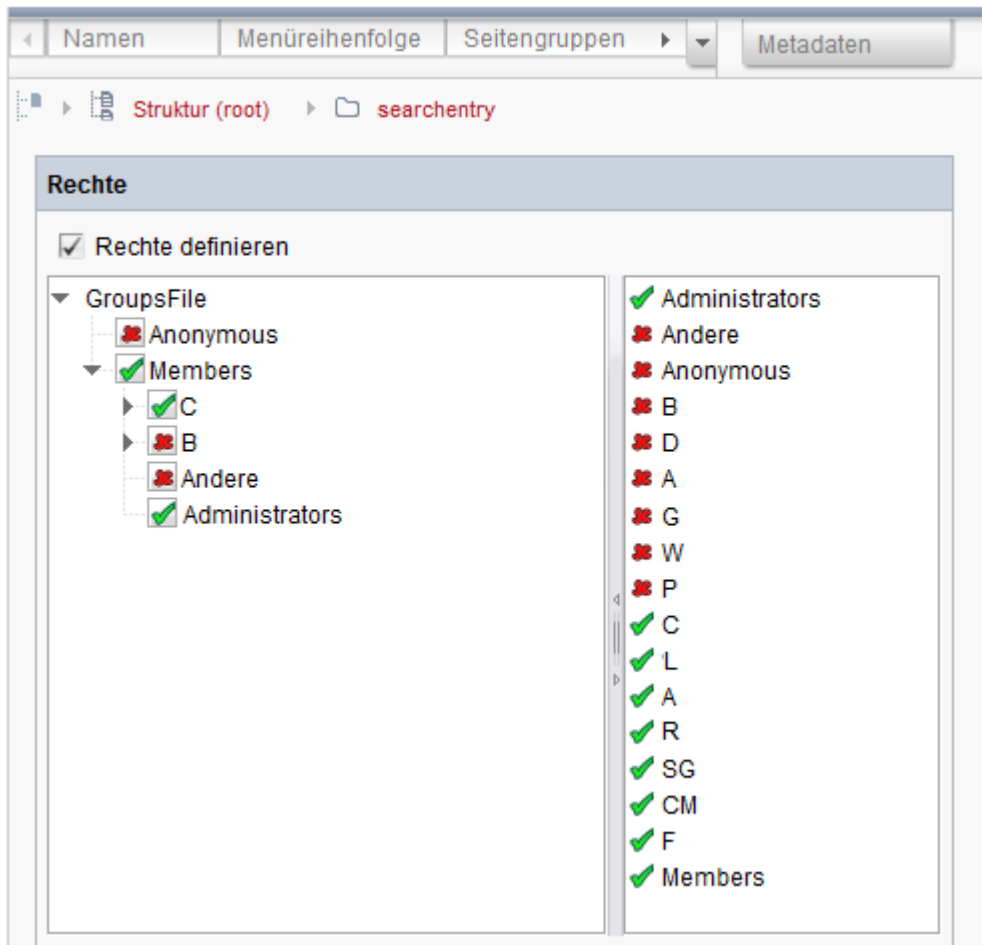 Namen Menüreihenfolge Seitengruppen Metadaten
Struktur (root) searchentry
Rechte
Rechte definieren
GroupsFile
Anonymous
Members
C
B
Andere
Administrators
Administrators
Andere
Anonymous
B
D
A
G
W
P
C
'L
A
R
SG
CM
F
Members